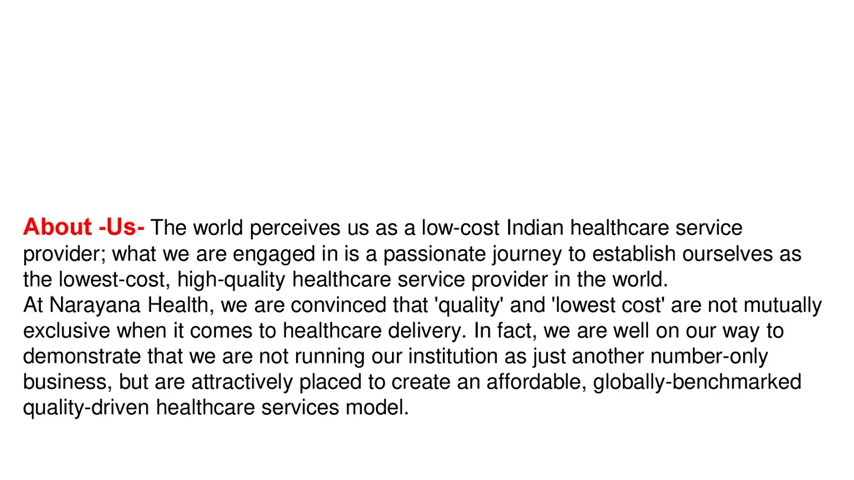 About -Us- The world perceives us as a low-cost Indian healthcare service
provider; what we are engaged in is a passionate journey to establish ourselves as
the lowest-cost, high-quality healthcare service provider in the world.
At Narayana Health, we are convinced that 'quality' and 'lowest cost' are not mutually
exclusive when it comes to healthcare delivery. In fact, we are well on our way to
demonstrate that we are not running our institution as just another number-only
business, but are attractively placed to create an affordable, globally-benchmarked
quality-driven healthcare services model.